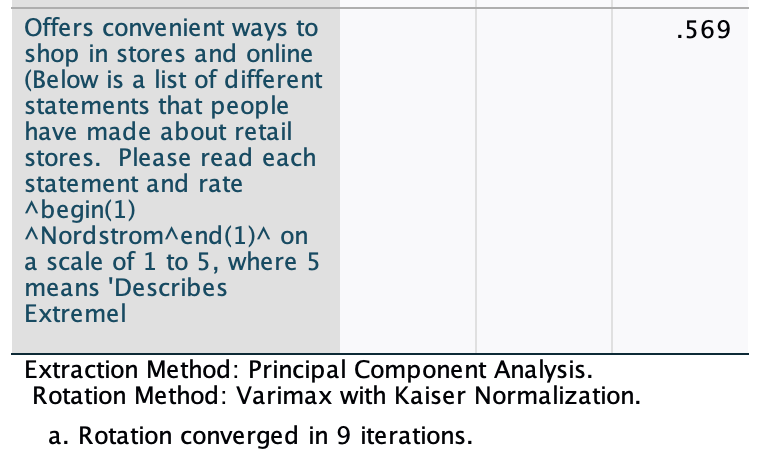 Offers convenient ways to
.569
shop in stores and online
(Below is a list of different
statements that people
have made about retail
stores.  Please read each
statement and rate
^begin(1)
^Nordstrom^end(1)^ on
a scale of 1 to 5, where 5
means 'Describes
Extremel
Extraction Method: Principal Component Analysis.
Rotation Method: Varimax with Kaiser Normalization.
a. Rotation converged in 9 iterations.